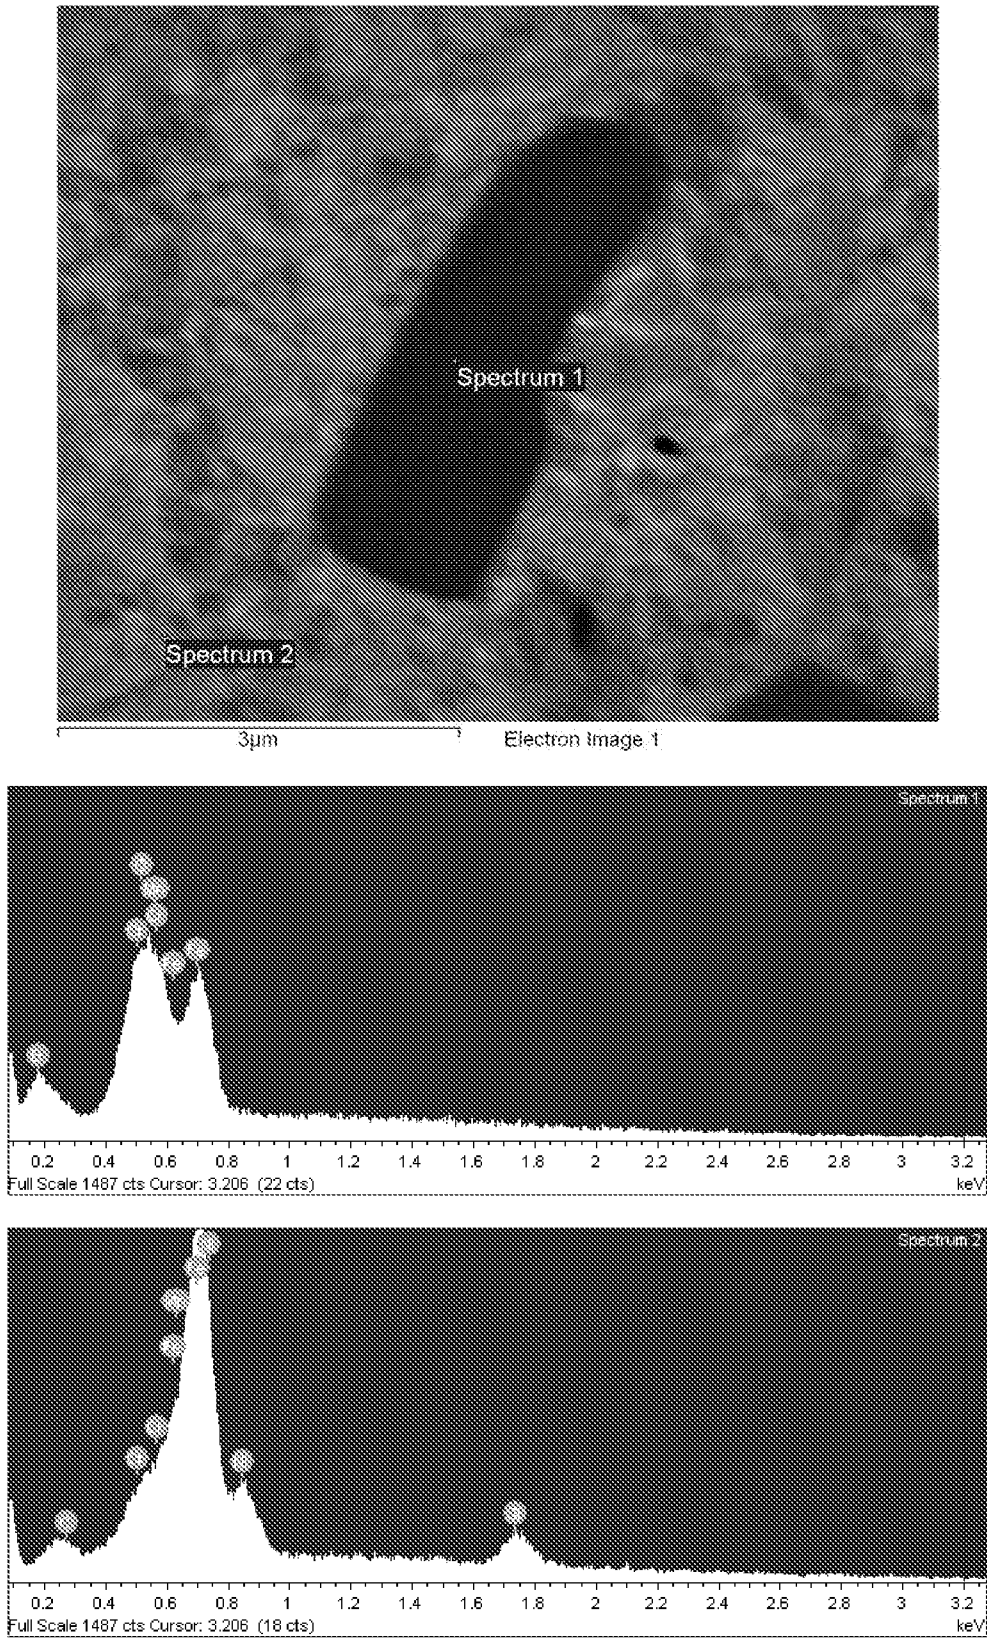 Spectrum 1
Spectrum 2
3µm
Electron Image 1
Spectrum 1
0.2 0.4 0.6 0.8 1 1.2 1.4 1.6 1.8 2 2.2 2.4 2.6 2.8 3 3.2
Full Scale 1487 cts Cursor: 3.206 (22 cts)
keV
Spectrum 2
0.2 0.4 0.6 0.8 1 1.2 1.4 1.6 1.8 2 2.2 2.4 2.6 2.8 3 3.2
Full Scale 1487 cts Cursor: 3.206 (18 cts)
keV